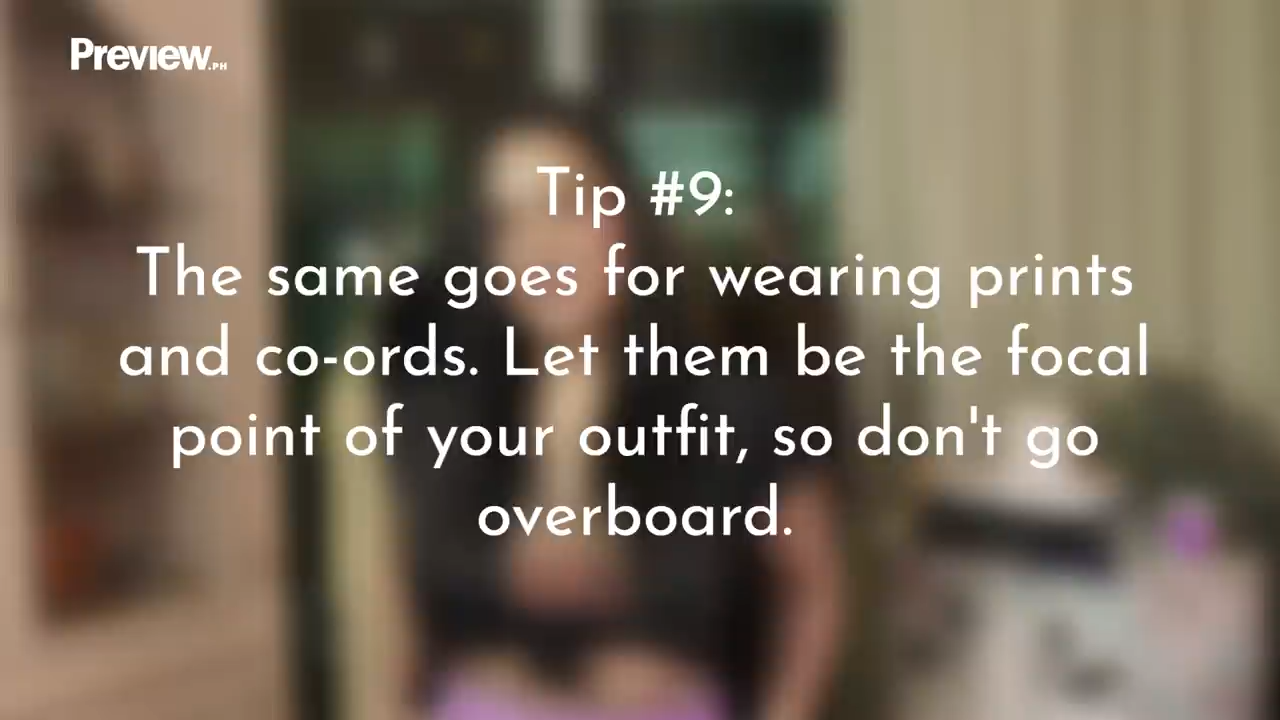 Preview.PH
Tip #9:
The same goes for wearing prints
and co-ords. Let them be the focal
point of your outfit, so don't go
overboard.